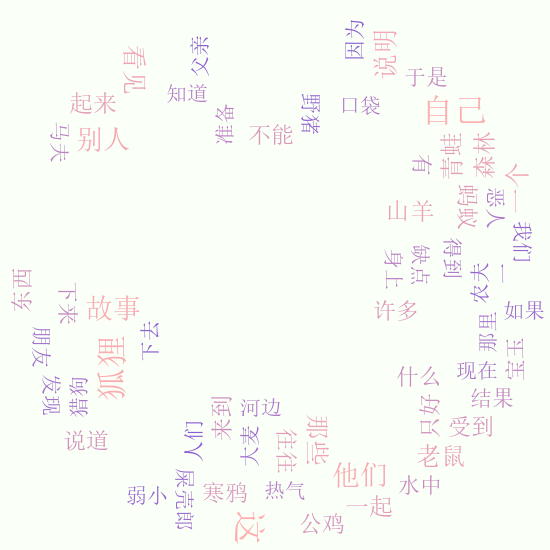 因为
父亲
说明
看见
于是
知道
起来
野猪
口袋
自己
准备
不能
别人
马夫
青蛙
森林
有
一个
山羊
蚂蚁
恶人
我们
得到
缺点
身上
农夫
一
东西
下来
故事
许多
那里
如果
朋友
下去
狐狸
宝玉
什么
现在
发现
猎狗
结果
来到
河边
只好
受到
说道
人们
大麦
往往
那些
老鼠
他们
水中
弱小
屎壳郎
寒鸦
热气
一起
这
公鸡